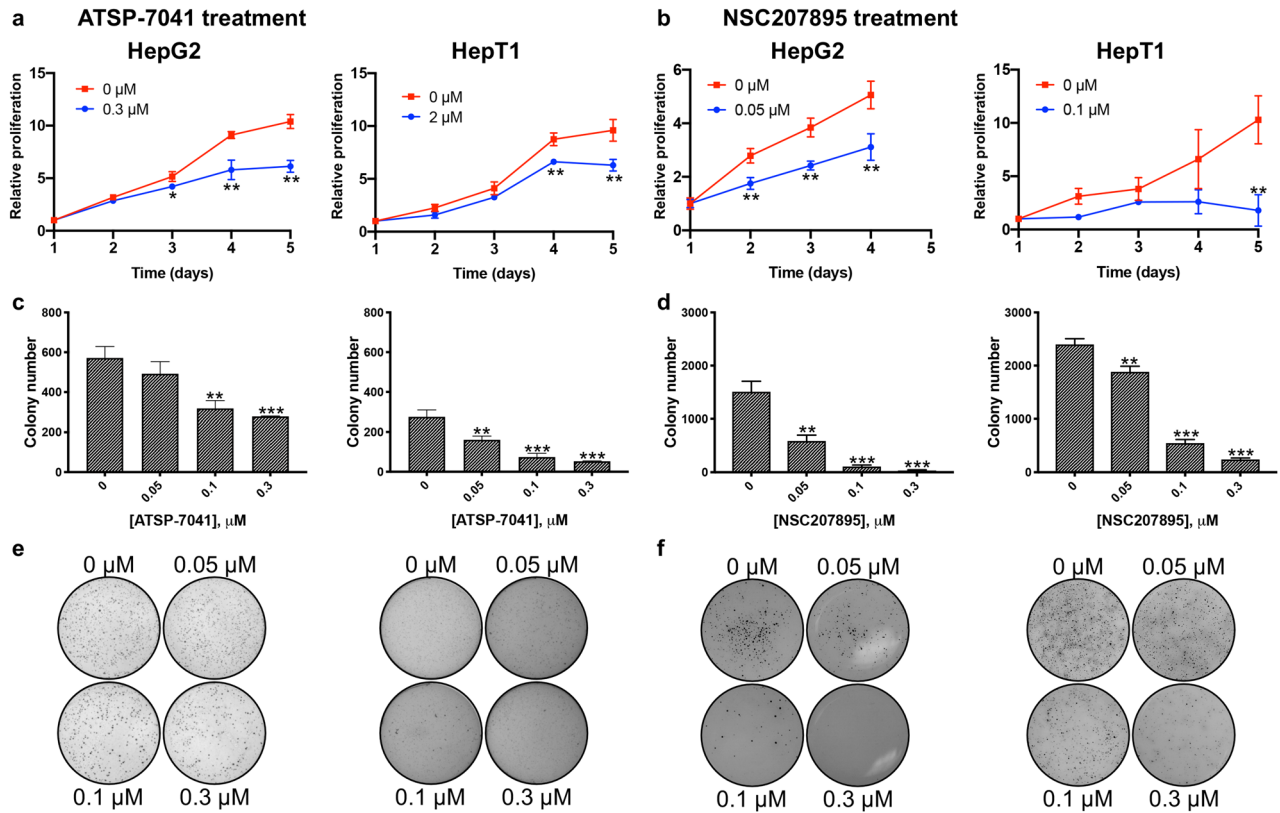 a ATSP-7041 treatment
b NSC207895 treatment
HepG2
HepT1
HepG2
HepT1
Relative proliferation
15
10
5
0
0 µM
0.3 µM
*
**
**
1 2 3 4 5
Time (days)
Relative proliferation
15
10
5
0
0 µM
2 µM
**
**
1 2 3 4 5
Time (days)
Relative proliferation
6
4
2
0
0 µM
0.05 µM
**
**
**
1 2 3 4 5
Time (days)
Relative proliferation
15
10
5
0
0 µM
0.1 µM
**
1 2 3 4 5
Time (days)
c
Colony number
800
600
400
200
0
**
***
0 0.05 0.1 0.3
[ATSP-7041], µM
Colony number
800
600
400
200
0
**
***
***
0 0.05 0.1 0.3
[ATSP-7041], µM
d
Colony number
3000
2000
1000
0
**
***
***
0 0.05 0.1 0.3
[NSC207895], µM
Colony number
3000
2000
1000
0
**
***
***
0 0.05 0.1 0.3
[NSC207895], µM
e
0 µM 0.05 µM
0.1 µM 0.3 µM
0 µM 0.05 µM
0.1 µM 0.3 µM
f
0 µM 0.05 µM
0.1 µM 0.3 µM
0 µM 0.05 µM
0.1 µM 0.3 µM